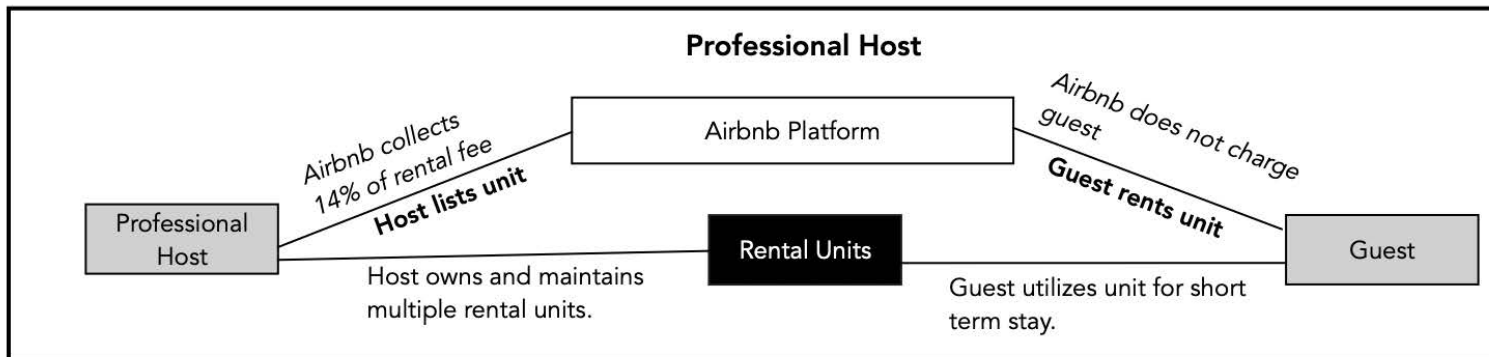 Professional Host
Airbnb collects
14% of rental fee
Host lists unit
Airbnb Platform
Airbnb does not charge
guest
Guest rents unit
Professional
Host
Rental Units
Guest
Host owns and maintains
multiple rental units.
Guest utilizes unit for short
term stay.